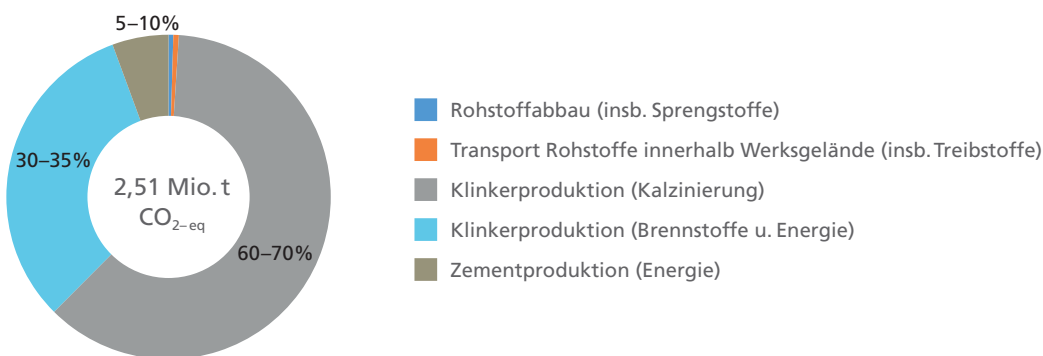 5–10%
30–35%
2,51 Mio. t
CO2–eq
60–70%
Rohstoffabbau (insb. Sprengstoffe)
Transport Rohstoffe innerhalb Werksgelände (insb. Treibstoffe)
Klinkerproduktion (Kalzinierung)
Klinkerproduktion (Brennstoffe u. Energie)
Zementproduktion (Energie)